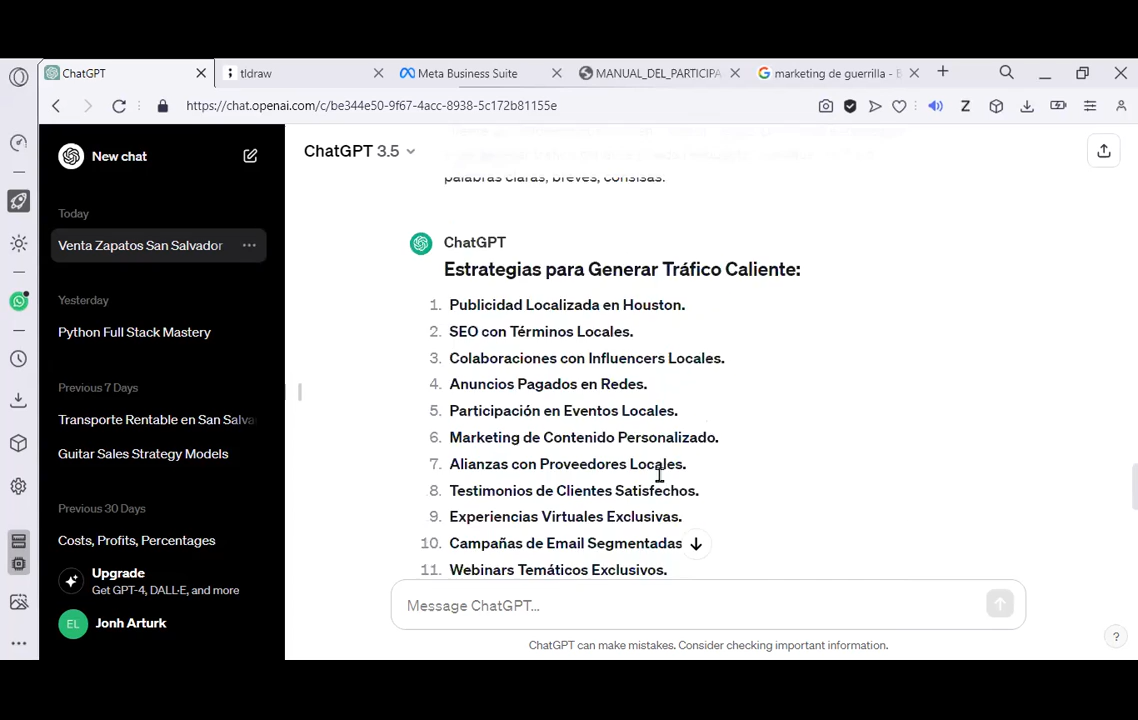 ChatGPT
tldraw
Meta Business Suite
MANUAL_DEL_PARTICIPA
marketing de guerrilla - B
https://chat.openai.com/c/be344e50-9f67-4acc-8938-5c172b81155e
New chat
ChatGPT 3.5
palabras claras, breves, consisas.
Today
Venta Zapatos San Salvador
Yesterday
Python Full Stack Mastery
Previous 7 Days
Transporte Rentable en San Salva
Guitar Sales Strategy Models
Previous 30 Days
Costs, Profits, Percentages
Upgrade
Get GPT-4, DALL·E, and more
EL
Jonh Arturk
ChatGPT
Estrategias para Generar Tráfico Caliente:
1. Publicidad Localizada en Houston.
2. SEO con Términos Locales.
3. Colaboraciones con Influencers Locales.
4. Anuncios Pagados en Redes.
5. Participación en Eventos Locales.
6. Marketing de Contenido Personalizado.
7. Alianzas con Proveedores Locales.
8. Testimonios de Clientes Satisfechos.
9. Experiencias Virtuales Exclusivas.
10. Campañas de Email Segmentadas
11. Webinars Temáticos Exclusivos.
Message ChatGPT...
ChatGPT can make mistakes. Consider checking important information.
?